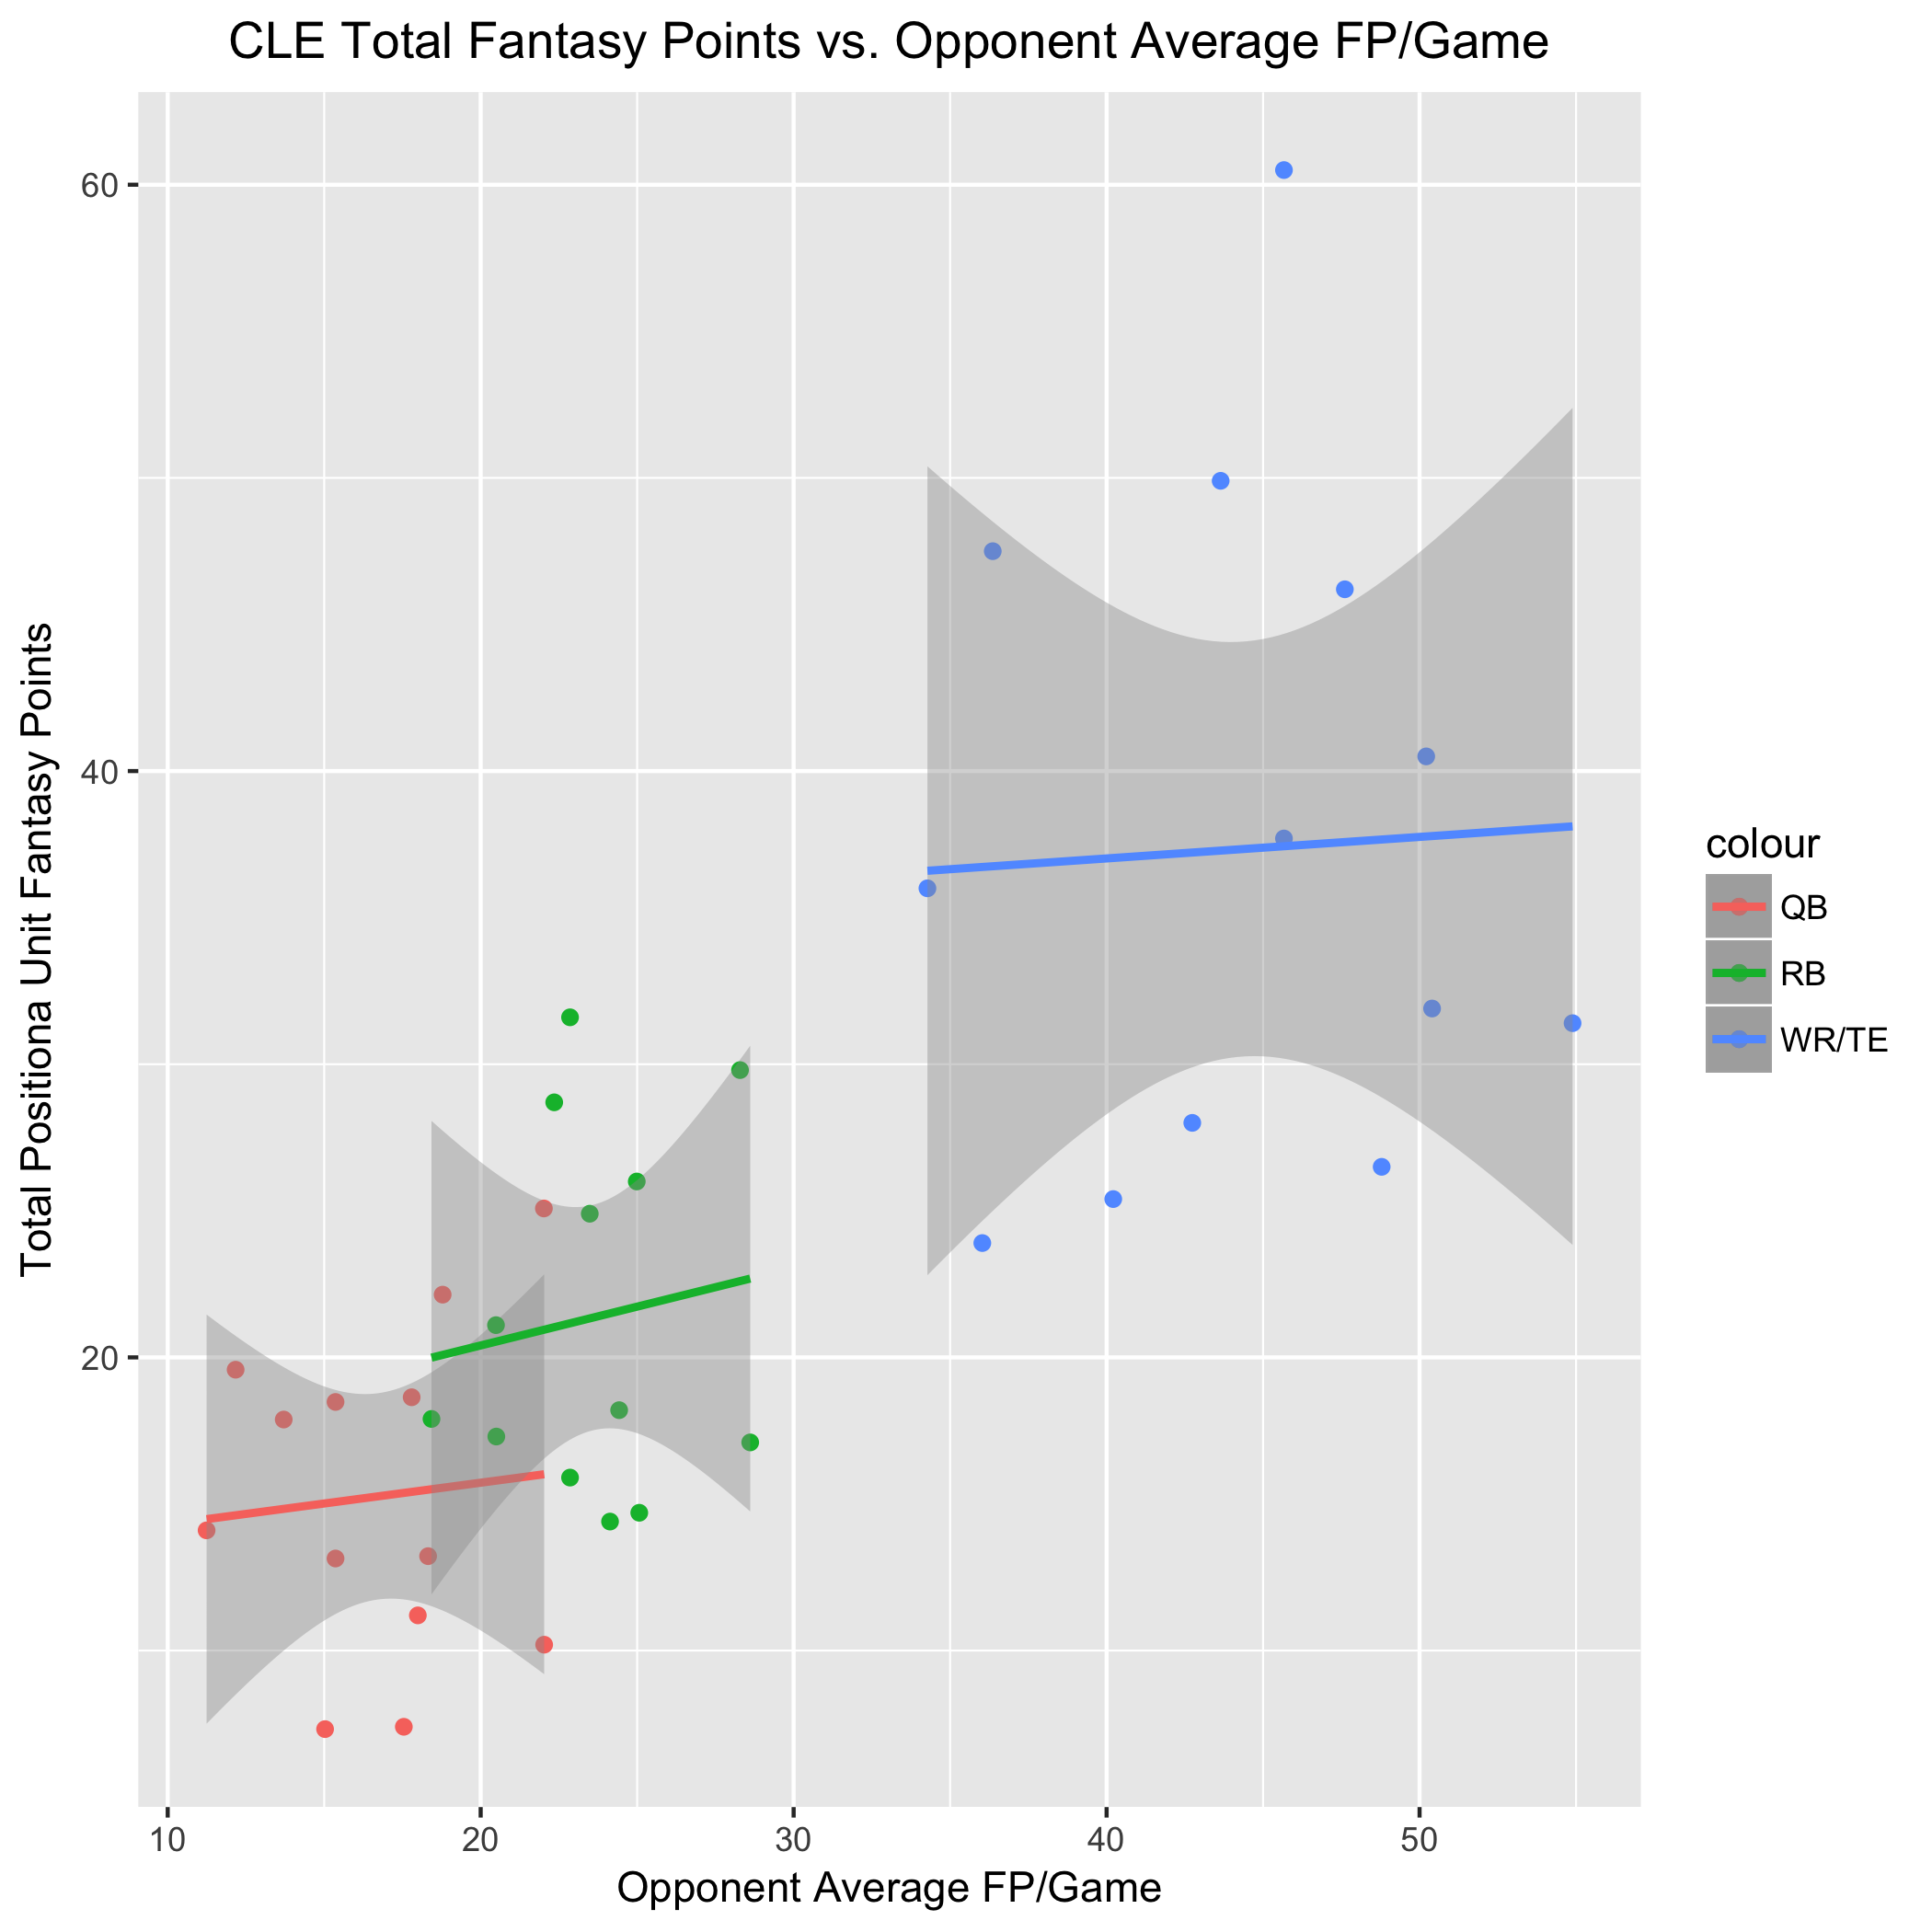 CLE Total Fantasy Points vs. Opponent Average FP/Game
Total Positiona Unit Fantasy Points
60
40
20
10 20 30 40 50
Opponent Average FP/Game
colour
QB
RB
WR/TE